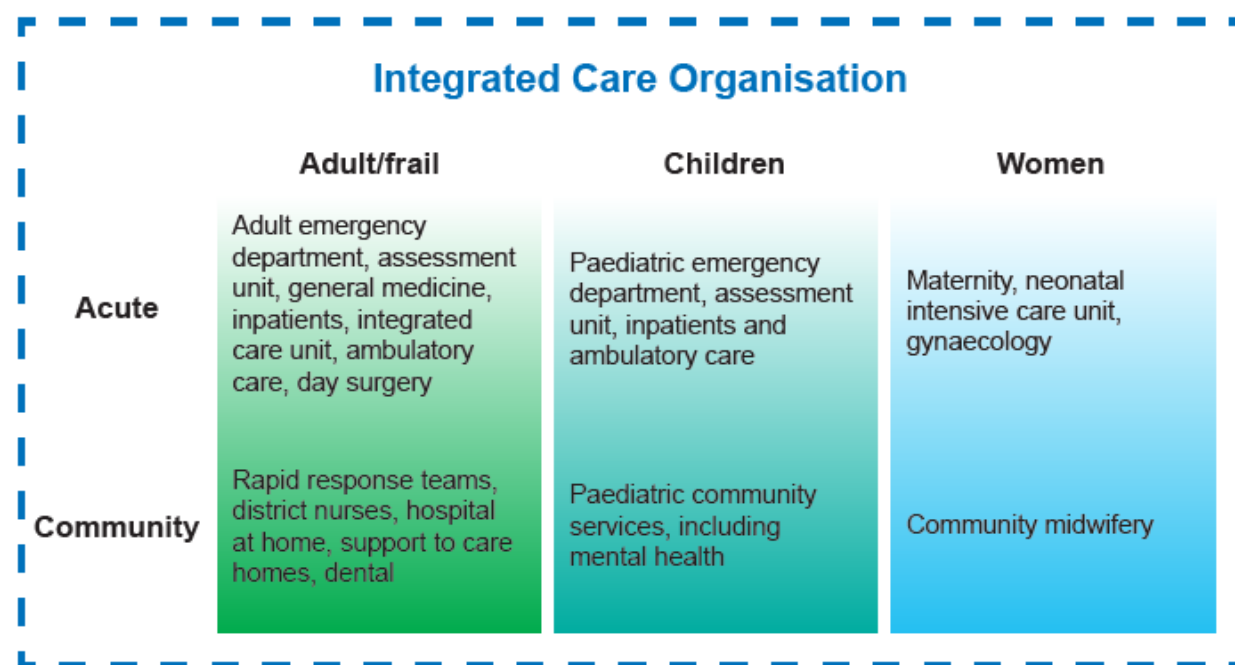 Integrated Care Organisation
Adult/frail
Children
Women
Acute
Adult emergency
department, assessment
unit, general medicine,
inpatients, integrated
care unit, ambulatory
care, day surgery
Paediatric emergency
department, assessment
unit, inpatients and
ambulatory care
Maternity, neonatal
intensive care unit,
gynaecology
Community
Rapid response teams,
district nurses, hospital
at home, support to care
homes, dental
Paediatric community
services, including
mental health
Community midwifery